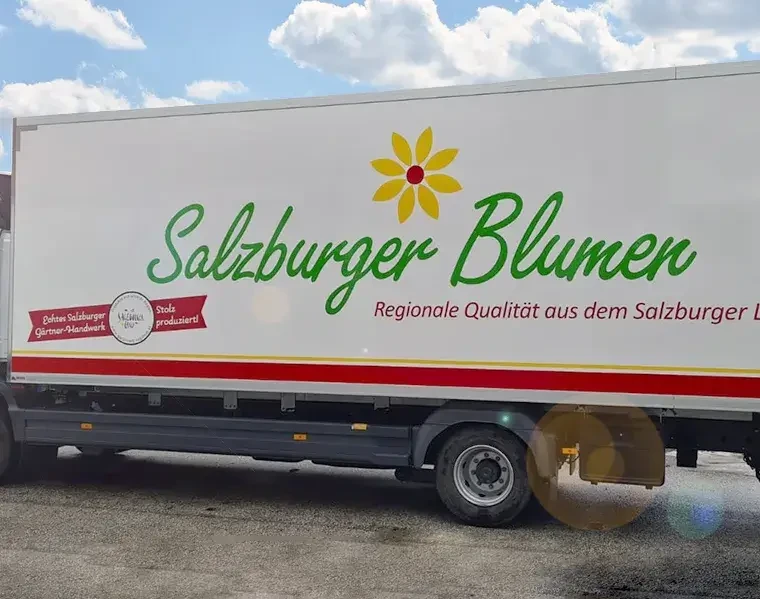 Salzburger Blumen
Regionale Qualität aus dem Salzburger L
Echtes Salzburger
Gärtner-Handwerk
Stolz
produziert!